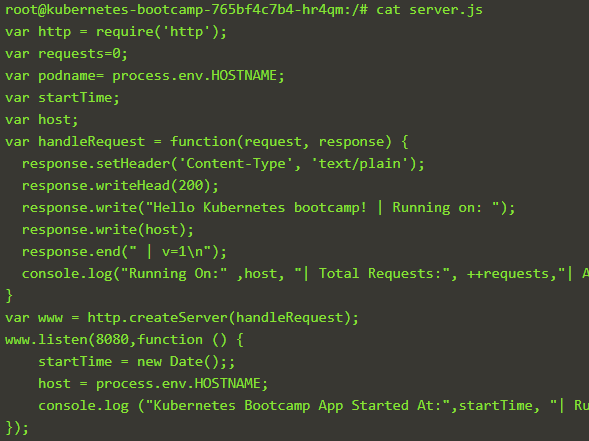 root@kubernetes-bootcamp-765bf4c7b4-hr4qm:/# cat server.js
var http = require('http');
var requests=0;
var podname= process.env.HOSTNAME;
var startTime;
var host;
var handleRequest = function(request, response) {
  response.setHeader('Content-Type', 'text/plain');
  response.writeHead(200);
  response.write("Hello Kubernetes bootcamp! | Running on: ");
  response.write(host);
  response.end(" | v=1\n");
  console.log("Running On:" ,host, "| Total Requests:", ++requests,"| A
}
var www = http.createServer(handleRequest);
www.listen(8080,function () {
    startTime = new Date();;
    host = process.env.HOSTNAME;
    console.log ("Kubernetes Bootcamp App Started At:",startTime, "| Ru
});